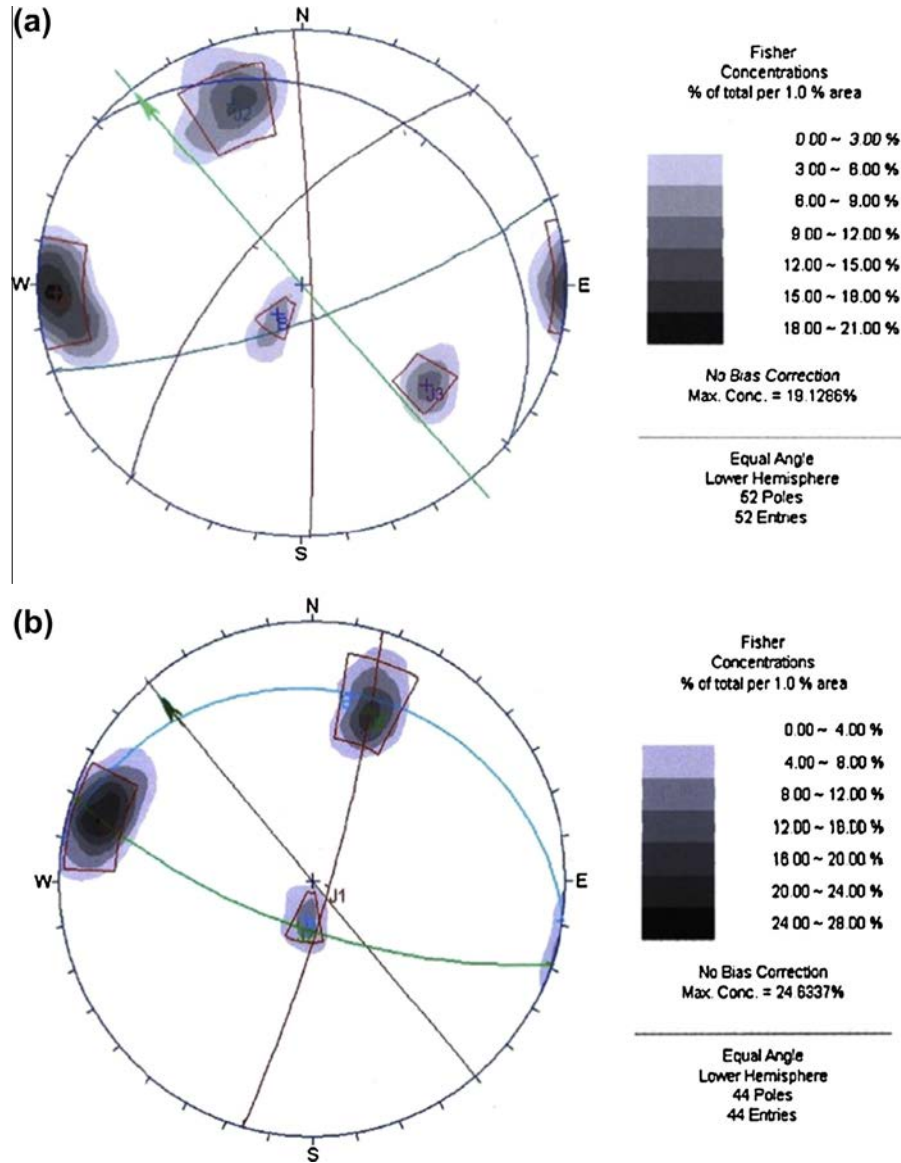 (a)
N
Fisher
Concentrations
% of total per 1.0 % area
J2
0.00 ~ 3.00 %
3.00 ~ 6.00 %
6.00 ~ 9.00 %
9.00 ~ 12.00 %
12.00 ~ 15.00 %
15.00 ~ 18.00 %
18.00 ~ 21.00 %
W
E
J3
No Bias Correction
Max. Conc. = 19.1286%
Equal Angle
Lower Hemisphere
52 Poles
52 Entries
S
(b)
N
Fisher
Concentrations
% of total per 1.0 % area
0.00 ~ 4.00 %
4.00 ~ 8.00 %
8.00 ~ 12.00 %
12.00 ~ 16.00 %
16.00 ~ 20.00 %
20.00 ~ 24.00 %
24.00 ~ 28.00 %
W
E
J1
No Bias Correction
Max. Conc. = 24.6337%
Equal Angle
Lower Hemisphere
44 Poles
44 Entries
S